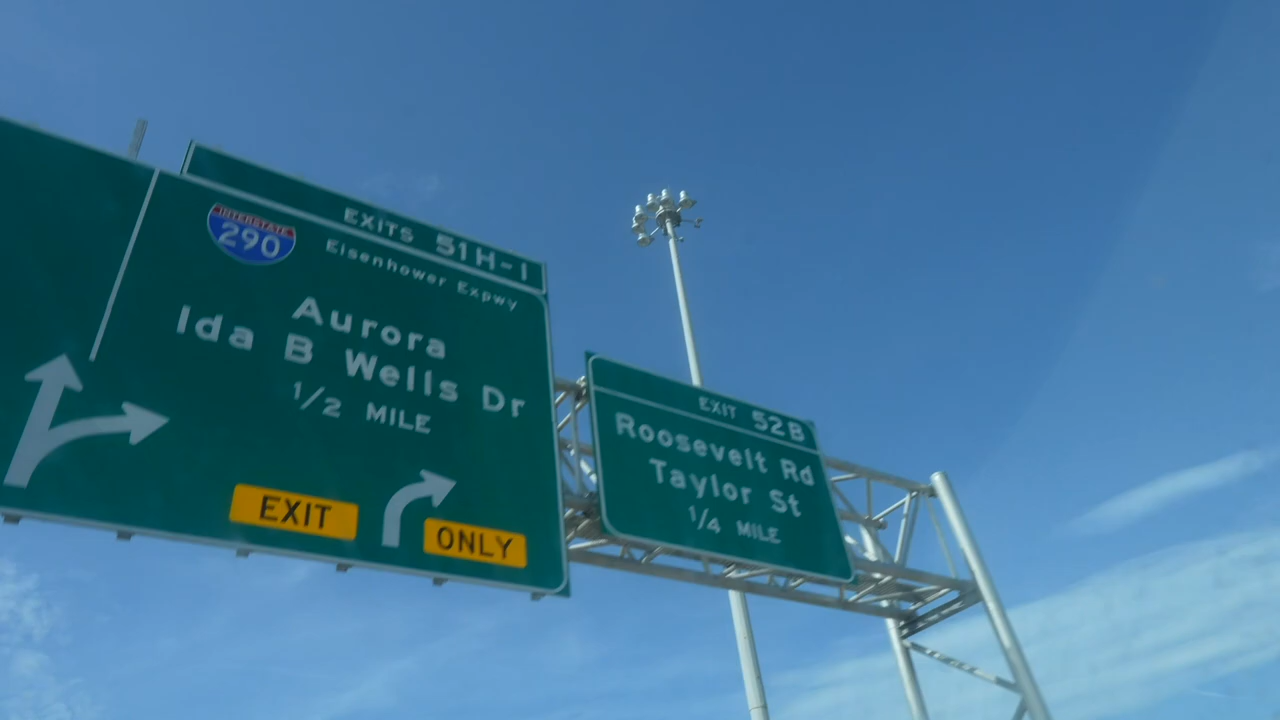 EXITS 51H-I
INTERSTATE
290
Eisenhower Expwy
Aurora
Ida B Wells Dr
1/2 MILE
EXIT ONLY
EXIT 52B
Roosevelt Rd
Taylor St
1/4 MILE